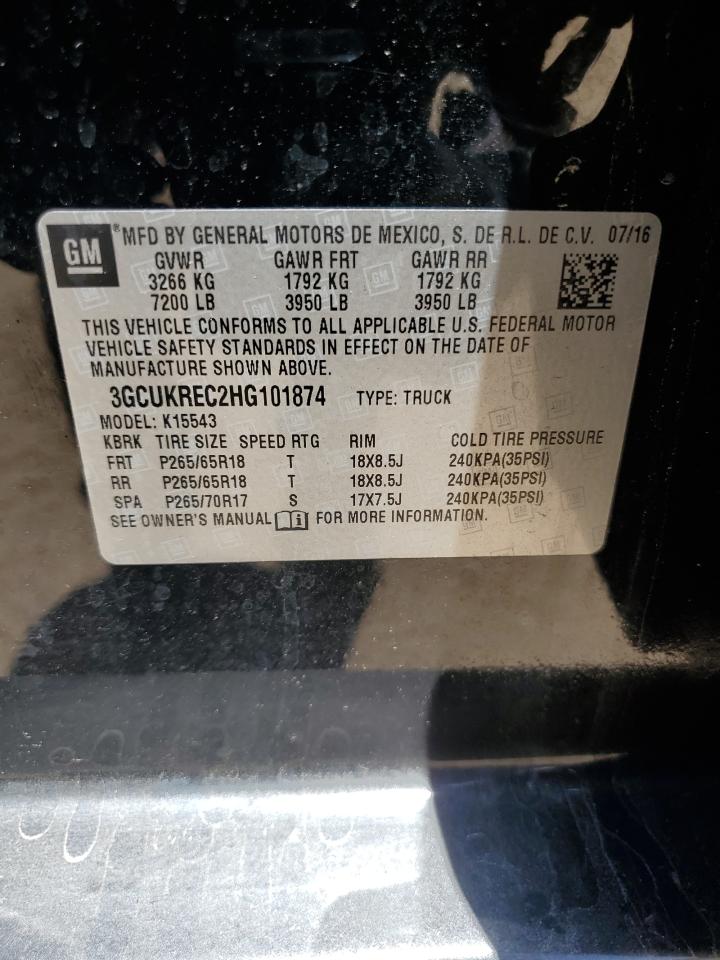 GM ® MFD BY GENERAL MOTORS DE MEXICO, S. DE R.L. DE C.V. 07/16
GVWR GAWR FRT GAWR RR
3266 KG 1792 KG 1792 KG
7200 LB 3950 LB 3950 LB
THIS VEHICLE CONFORMS TO ALL APPLICABLE U.S. FEDERAL MOTOR
VEHICLE SAFETY STANDARDS IN EFFECT ON THE DATE OF
MANUFACTURE SHOWN ABOVE.
3GCUKREC2HG101874 TYPE: TRUCK
MODEL: K15543
KBRK TIRE SIZE SPEED RTG RIM COLD TIRE PRESSURE
FRT P265/65R18 T 18X8.5J 240KPA(35PSI)
RR P265/65R18 T 18X8.5J 240KPA(35PSI)
SPA P265/70R17 S 17X7.5J 240KPA(35PSI)
SEE OWNER'S MANUAL FOR MORE INFORMATION.